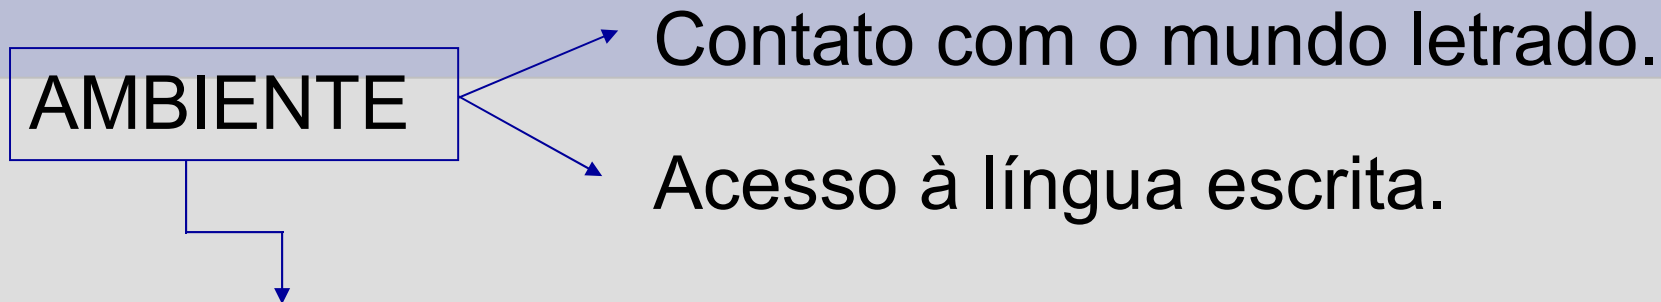 Contato com o mundo letrado.
AMBIENTE
Acesso à língua escrita.